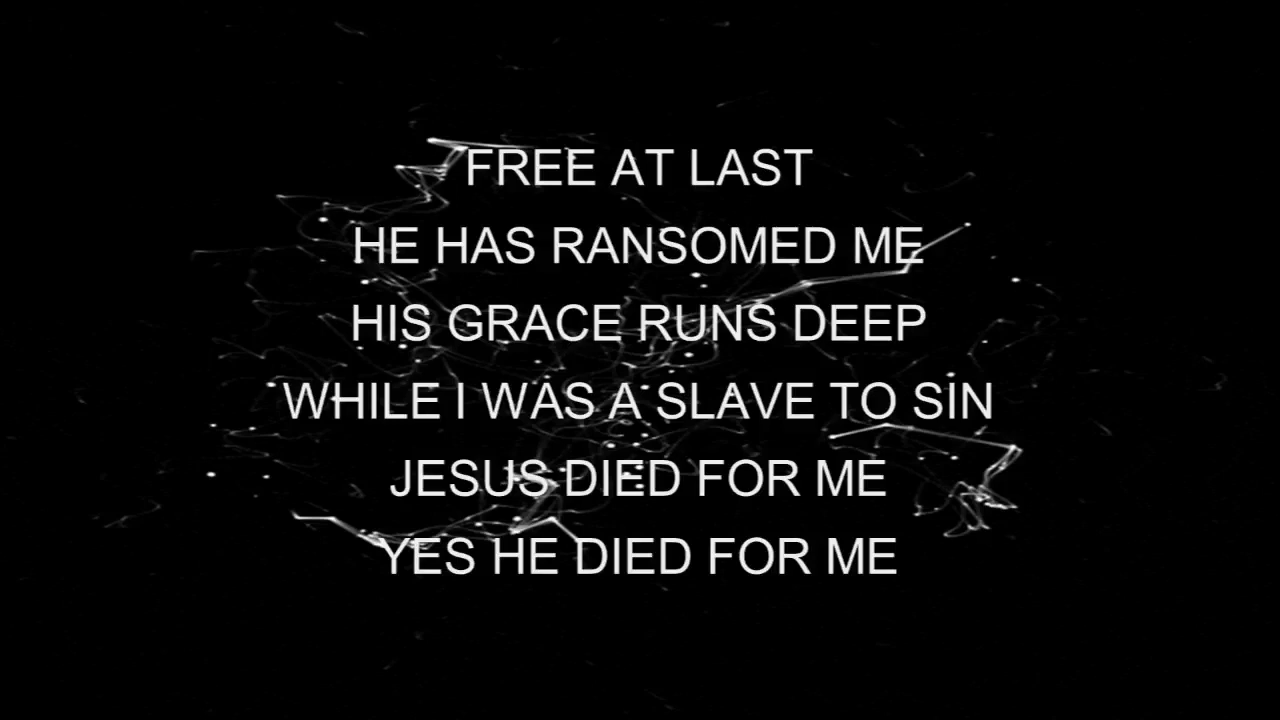 FREE AT LAST
HE HAS RANSOMED ME
HIS GRACE RUNS DEEP
WHILE I WAS A SLAVE TO SIN
JESUS DIED FOR ME
YES HE DIED FOR ME